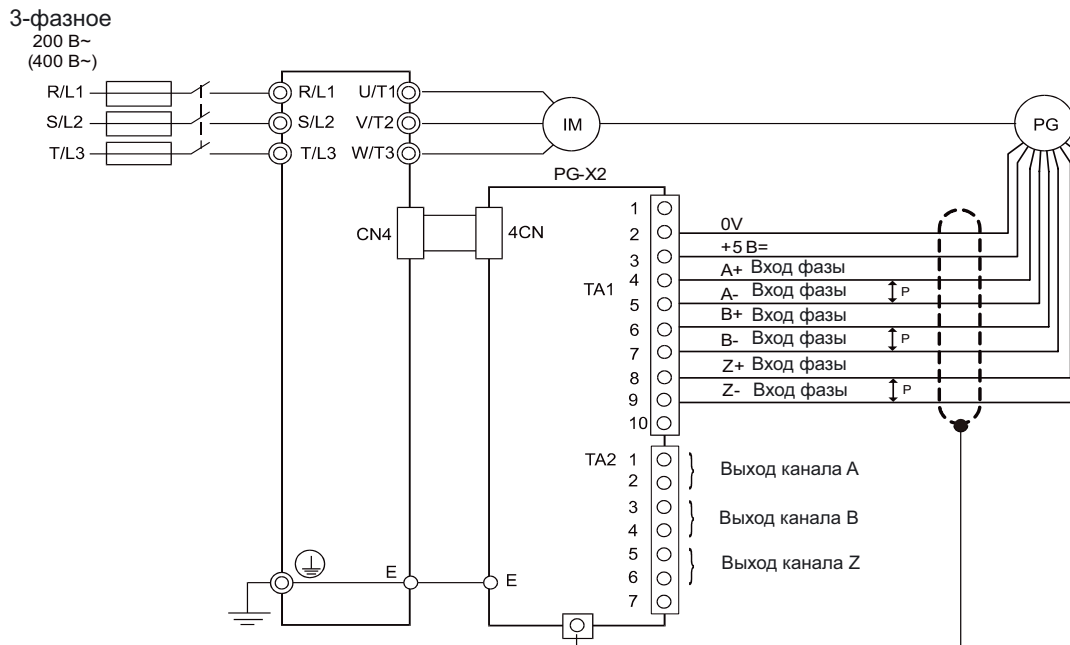 3-фазное
200 В~
(400 В~)
R/L1 R/L1 U/T1
S/L2 S/L2 V/T2 IM PG
T/L3 T/L3 W/T3
PG-X2
CN4 4CN
TA1
1
2 0V
3 +5 В=
4 A+ Вход фазы
5 A- Вход фазы P
6 B+ Вход фазы
7 B- Вход фазы P
8 Z+ Вход фазы
9 Z- Вход фазы P
10
TA2 1
2 Выход канала A
3
4 Выход канала B
5
6 Выход канала Z
7
E E